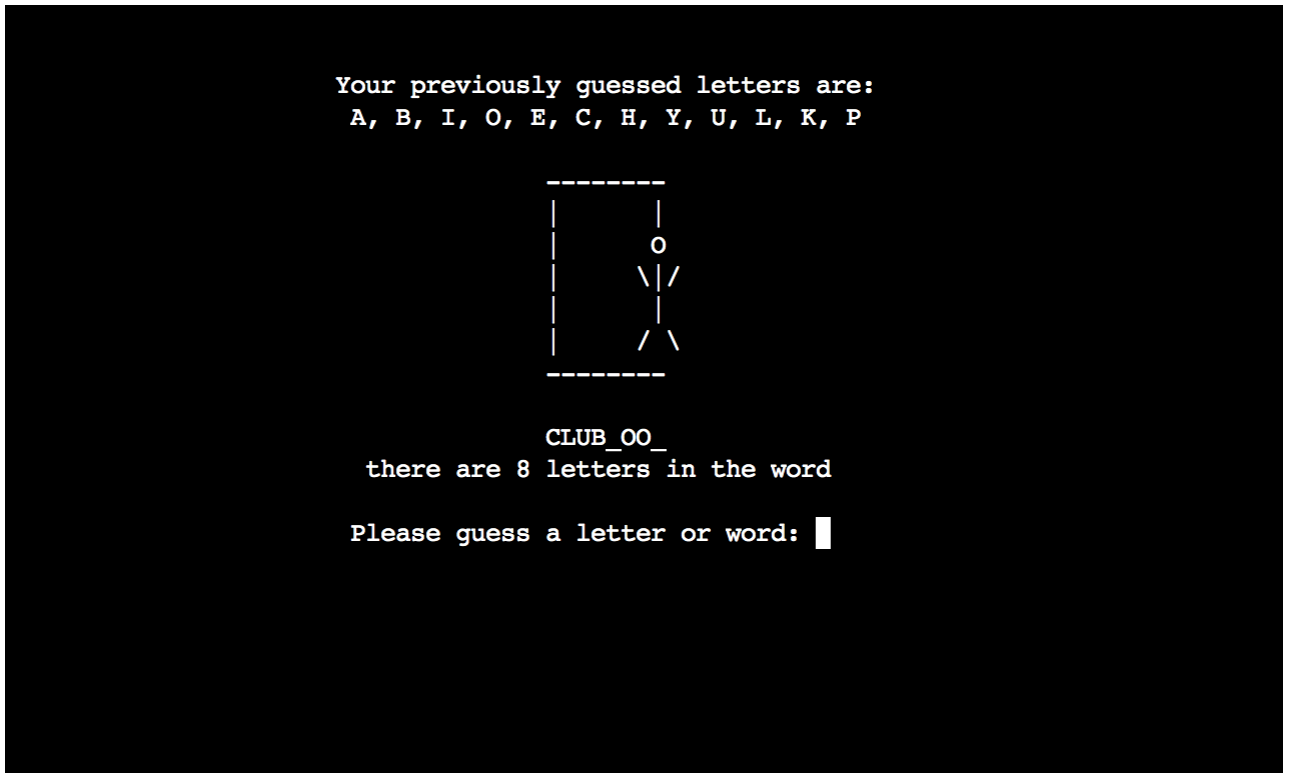 Your previously guessed letters are:
A, B, I, O, E, C, H, Y, U, L, K, P
--------
|      |
|      O
|     \|/
|      |
|     / \
--------
CLUB_OO_
there are 8 letters in the word
Please guess a letter or word: